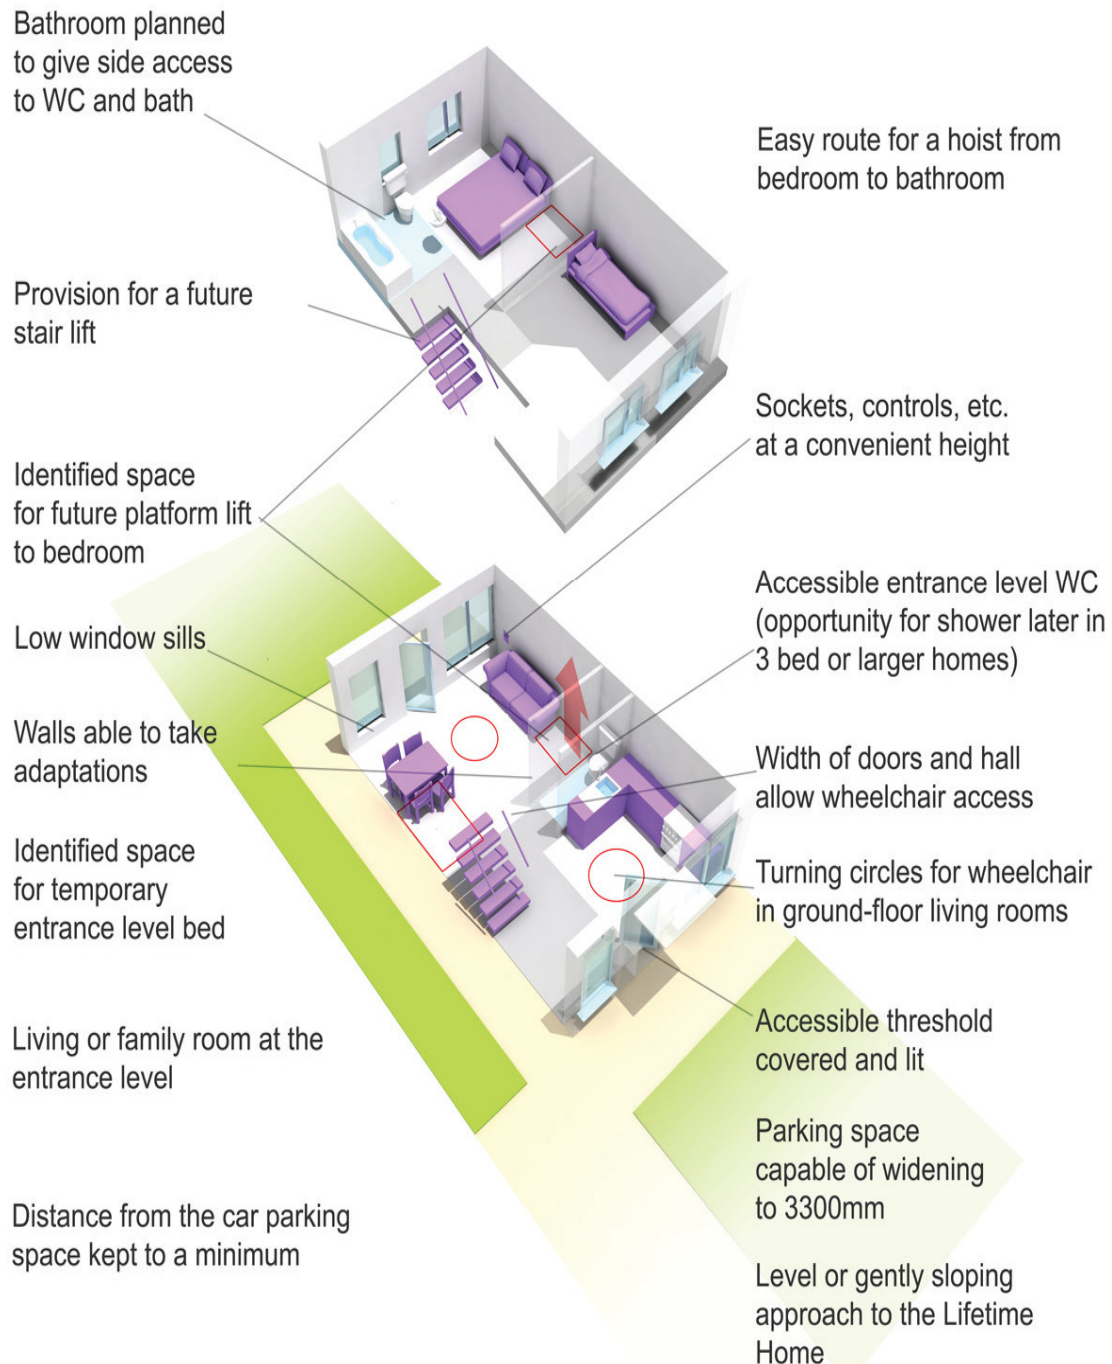 Bathroom planned
to give side access
to WC and bath
Provision for a future
stair lift
Identified space
for future platform lift
to bedroom
Low window sills
Walls able to take
adaptations
Identified space
for temporary
entrance level bed
Living or family room at the
entrance level
Distance from the car parking
space kept to a minimum
Easy route for a hoist from
bedroom to bathroom
Sockets, controls, etc.
at a convenient height
Accessible entrance level WC
(opportunity for shower later in
3 bed or larger homes)
Width of doors and hall
allow wheelchair access
Turning circles for wheelchair
in ground-floor living rooms
Accessible threshold
covered and lit
Parking space
capable of widening
to 3300mm
Level or gently sloping
approach to the Lifetime
Home